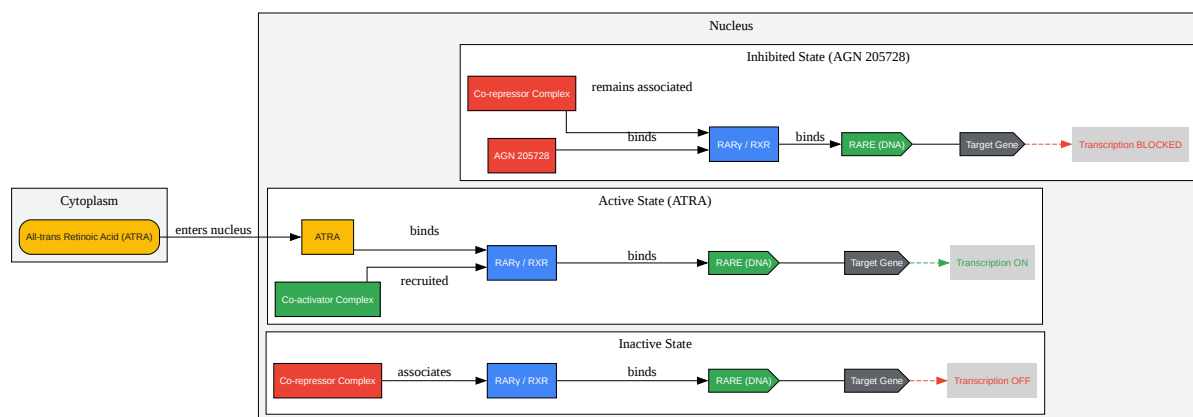 Nucleus
Inhibited State (AGN 205728)
Co-repressor Complex
remains associated
AGN 205728
binds
RARγ / RXR
binds
RARE (DNA)
Target Gene
Transcription BLOCKED
Cytoplasm
All-trans Retinoic Acid (ATRA)
enters nucleus
Active State (ATRA)
ATRA
binds
Co-activator Complex
recruited
RARγ / RXR
binds
RARE (DNA)
Target Gene
Transcription ON
Inactive State
Co-repressor Complex
associates
RARγ / RXR
binds
RARE (DNA)
Target Gene
Transcription OFF